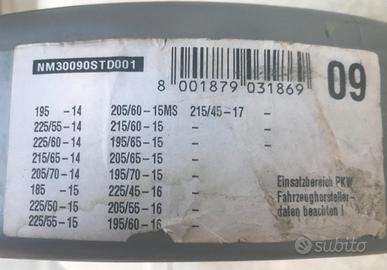 NM30090STD001
8 001879 031869
09
195 -14 205/60-15MS 215/45-17
225/55-14 215/60-15 -
225/60-14 195/65-15 -
215/65-14 205/65-15 -
205/70-14 195/70-15 -
185 -15 225/45-16 -
225/50-15 205/55-16 -
225/55-15 195/60-16
Einsatzbereich PKW
Fahrzeughersteller-
daten beachten !
subito